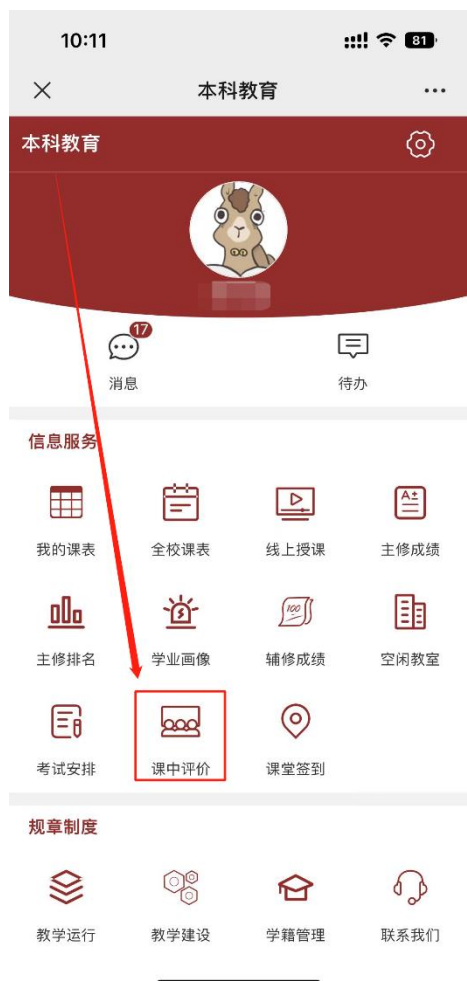 10:11
81
本科教育
本科教育
17
消息
待办
信息服务
我的课表
全校课表
线上授课
主修成绩
主修排名
学业画像
辅修成绩
空闲教室
考试安排
课中评价
课堂签到
规章制度
教学运行
教学建设
学籍管理
联系我们